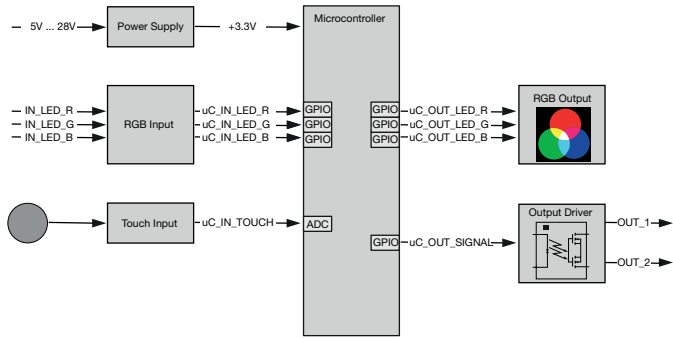 Microcontroller
5V ... 28V
Power Supply
+3.3V
IN_LED_R
IN_LED_G
IN_LED_B
RGB Input
uC_IN_LED_R
uC_IN_LED_G
uC_IN_LED_B
GPIO
GPIO
GPIO
GPIO
GPIO
GPIO
uC_OUT_LED_R
uC_OUT_LED_G
uC_OUT_LED_B
RGB Output
Touch Input
uC_IN_TOUCH
ADC
GPIO
uC_OUT_SIGNAL
Output Driver
OUT_1
OUT_2